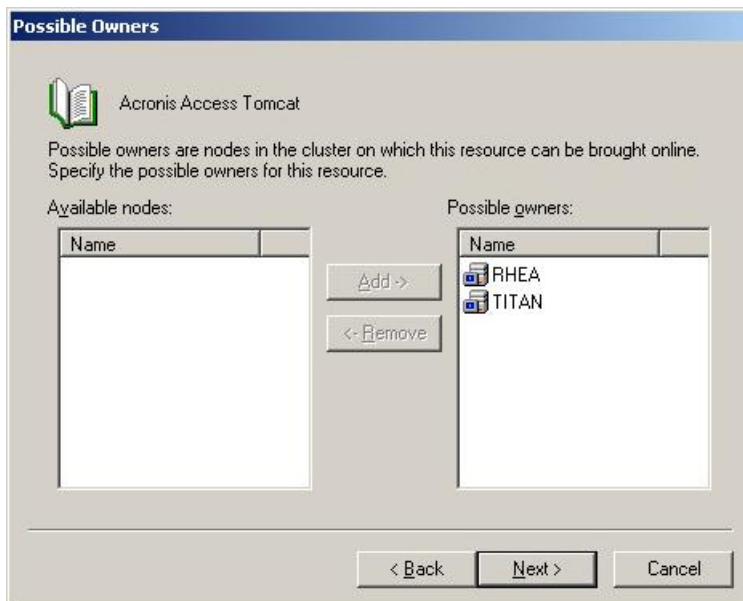 Possible Owners
Acronis Access Tomcat
Possible owners are nodes in the cluster on which this resource can be brought online.
Specify the possible owners for this resource.
Available nodes:
Possible owners:
Name
Name
Add ->
RHEA
TITAN
<- Remove
< Back
Next >
Cancel